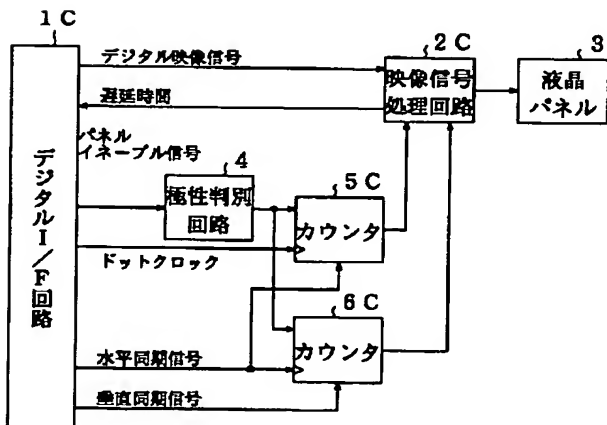 1C
2C
3
デジタル映像信号
映像信号
処理回路
液晶
パネル
遅延時間
パネル
イネーブル信号
4
極性判別
回路
5C
カウンタ
デジタルI/F回路
ドットクロック
6C
カウンタ
水平同期信号
垂直同期信号